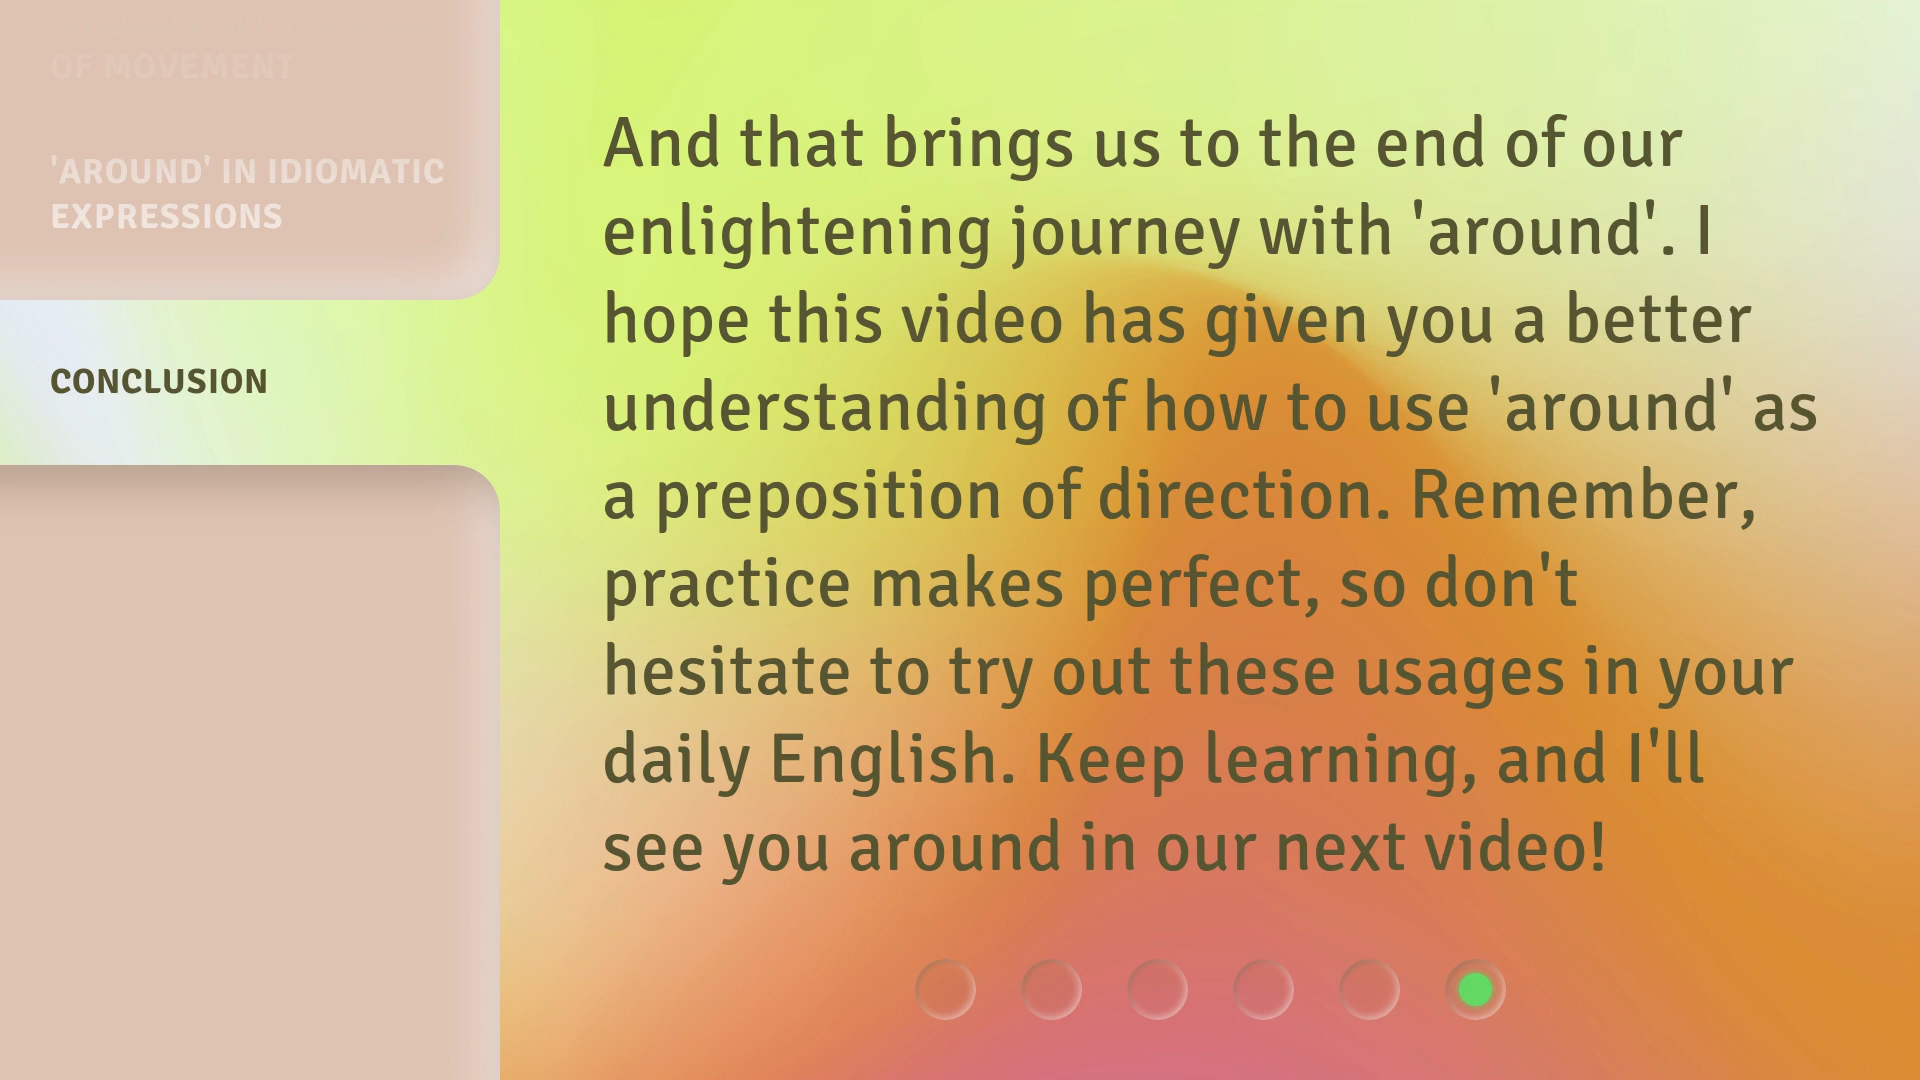 OF MOVEMENT
'AROUND' IN IDIOMATIC
EXPRESSIONS
CONCLUSION
And that brings us to the end of our
enlightening journey with 'around'. I
hope this video has given you a better
understanding of how to use 'around' as
a preposition of direction. Remember,
practice makes perfect, so don't
hesitate to try out these usages in your
daily English. Keep learning, and I'll
see you around in our next video!